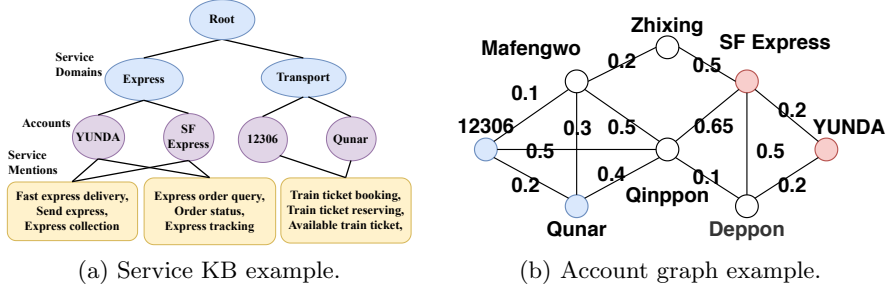 Root
Service
Domains
Express
Transport
Accounts
YUNDA
SF
Express
12306
Qunar
Service
Mentions
Fast express delivery,
Send express,
Express collection
Express order query,
Order status,
Express tracking
Train ticket booking,
Train ticket reserving,
Available train ticket,
(a) Service KB example.
Zhixing
SF Express
Mafengwo
0.2
0.5
0.1
0.2
12306
0.3
0.5
0.65
YUNDA
0.5
0.5
0.2
0.4
0.1
0.2
Qinppon
Qunar
Deppon
(b) Account graph example.